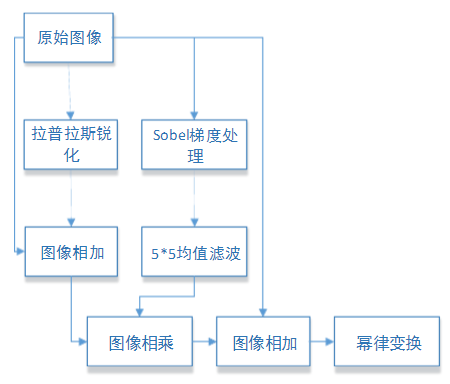 原始图像
拉普拉斯锐
化
Sobel梯度处
理
图像相加
5*5均值滤波
图像相乘
图像相加
幂律变换